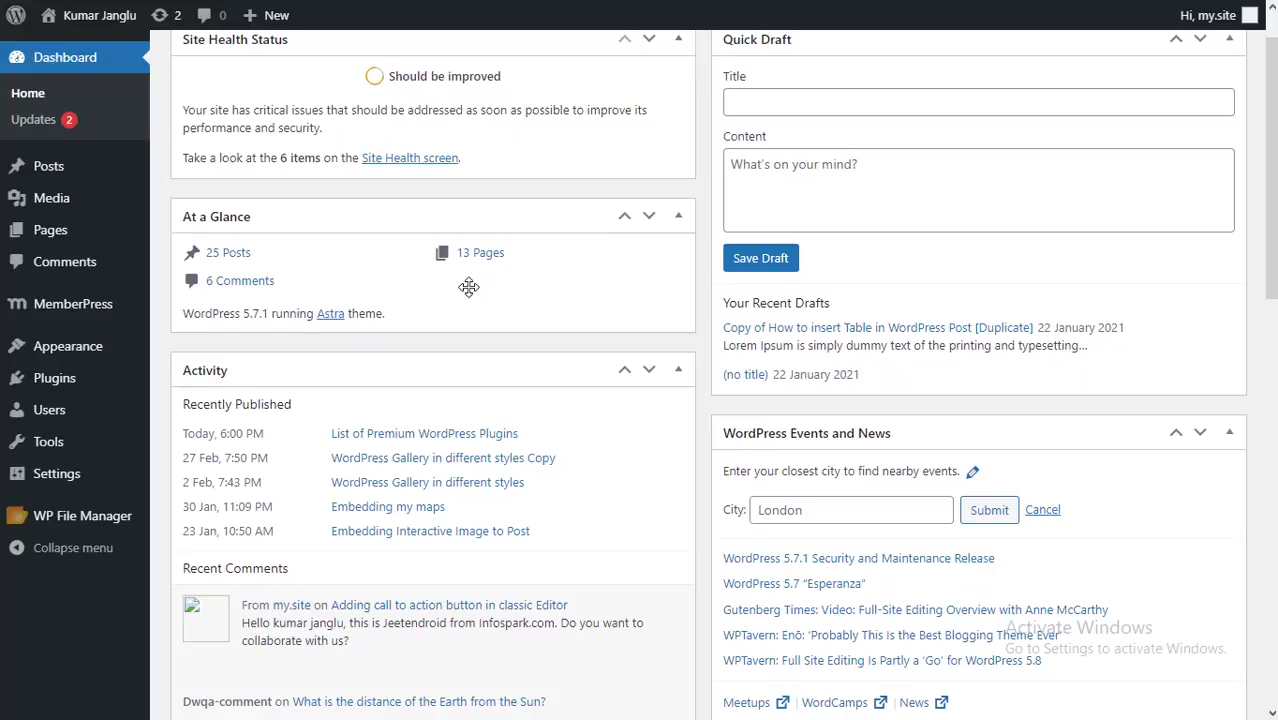 Kumar Janglu 2 0 New Hi, my.site
Dashboard
Home
Updates 2
Posts
Media
Pages
Comments
MemberPress
Appearance
Plugins
Users
Tools
Settings
WP File Manager
Collapse menu
Site Health Status
Should be improved
Your site has critical issues that should be addressed as soon as possible to improve its
performance and security.
Take a look at the 6 items on the Site Health screen.
At a Glance
25 Posts 13 Pages
6 Comments
WordPress 5.7.1 running Astra theme.
Activity
Recently Published
Today, 6:00 PM List of Premium WordPress Plugins
27 Feb, 7:50 PM WordPress Gallery in different styles Copy
2 Feb, 7:43 PM WordPress Gallery in different styles
30 Jan, 11:09 PM Embedding my maps
23 Jan, 10:50 AM Embedding Interactive Image to Post
Recent Comments
From my.site on Adding call to action button in classic Editor
Hello kumar janglu, this is Jeetendroid from Infospark.com. Do you want to
collaborate with us?
Dwqa-comment on What is the distance of the Earth from the Sun?
Quick Draft
Title
Content
What's on your mind?
Save Draft
Your Recent Drafts
Copy of How to insert Table in WordPress Post [Duplicate] 22 January 2021
Lorem Ipsum is simply dummy text of the printing and typesetting…
(no title) 22 January 2021
WordPress Events and News
Enter your closest city to find nearby events.
City: London Submit Cancel
WordPress 5.7.1 Security and Maintenance Release
WordPress 5.7 “Esperanza”
Gutenberg Times: Video: Full-Site Editing Overview with Anne McCarthy
WPTavern: Enō: ‘Probably This Is the Best Blogging Theme Ever’
WPTavern: Full Site Editing Is Partly a ‘Go’ for WordPress 5.8
Meetups | WordCamps | News
Activate Windows
Go to Settings to activate Windows.